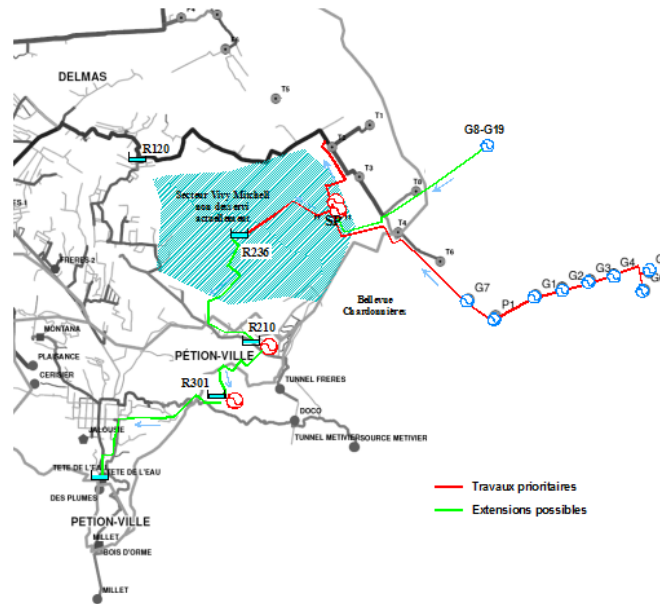 T5
DELMAS
T1
G8-G19
R120
T3
Secteur Vivy Mitchell
non desservi
actuellement
"SP"
T4
R236
T6
G7
P1
G1
G2
G3
G4
Bellevue
Chardonnières
FRERES-2
MONTANA
R210
PÉTION-VILLE
PLAISANCE
CERISIER
R301
TUNNEL FRERES
DOCO
JALOUSIE
TUNNEL METIVIER
SOURCE METIVIER
TETE DE L'EAU
TETE DE L'EAU
DES PLUMES
Travaux prioritaires
Extensions possibles
PETION-VILLE
MILLET
BOIS D'ORME
MILLET